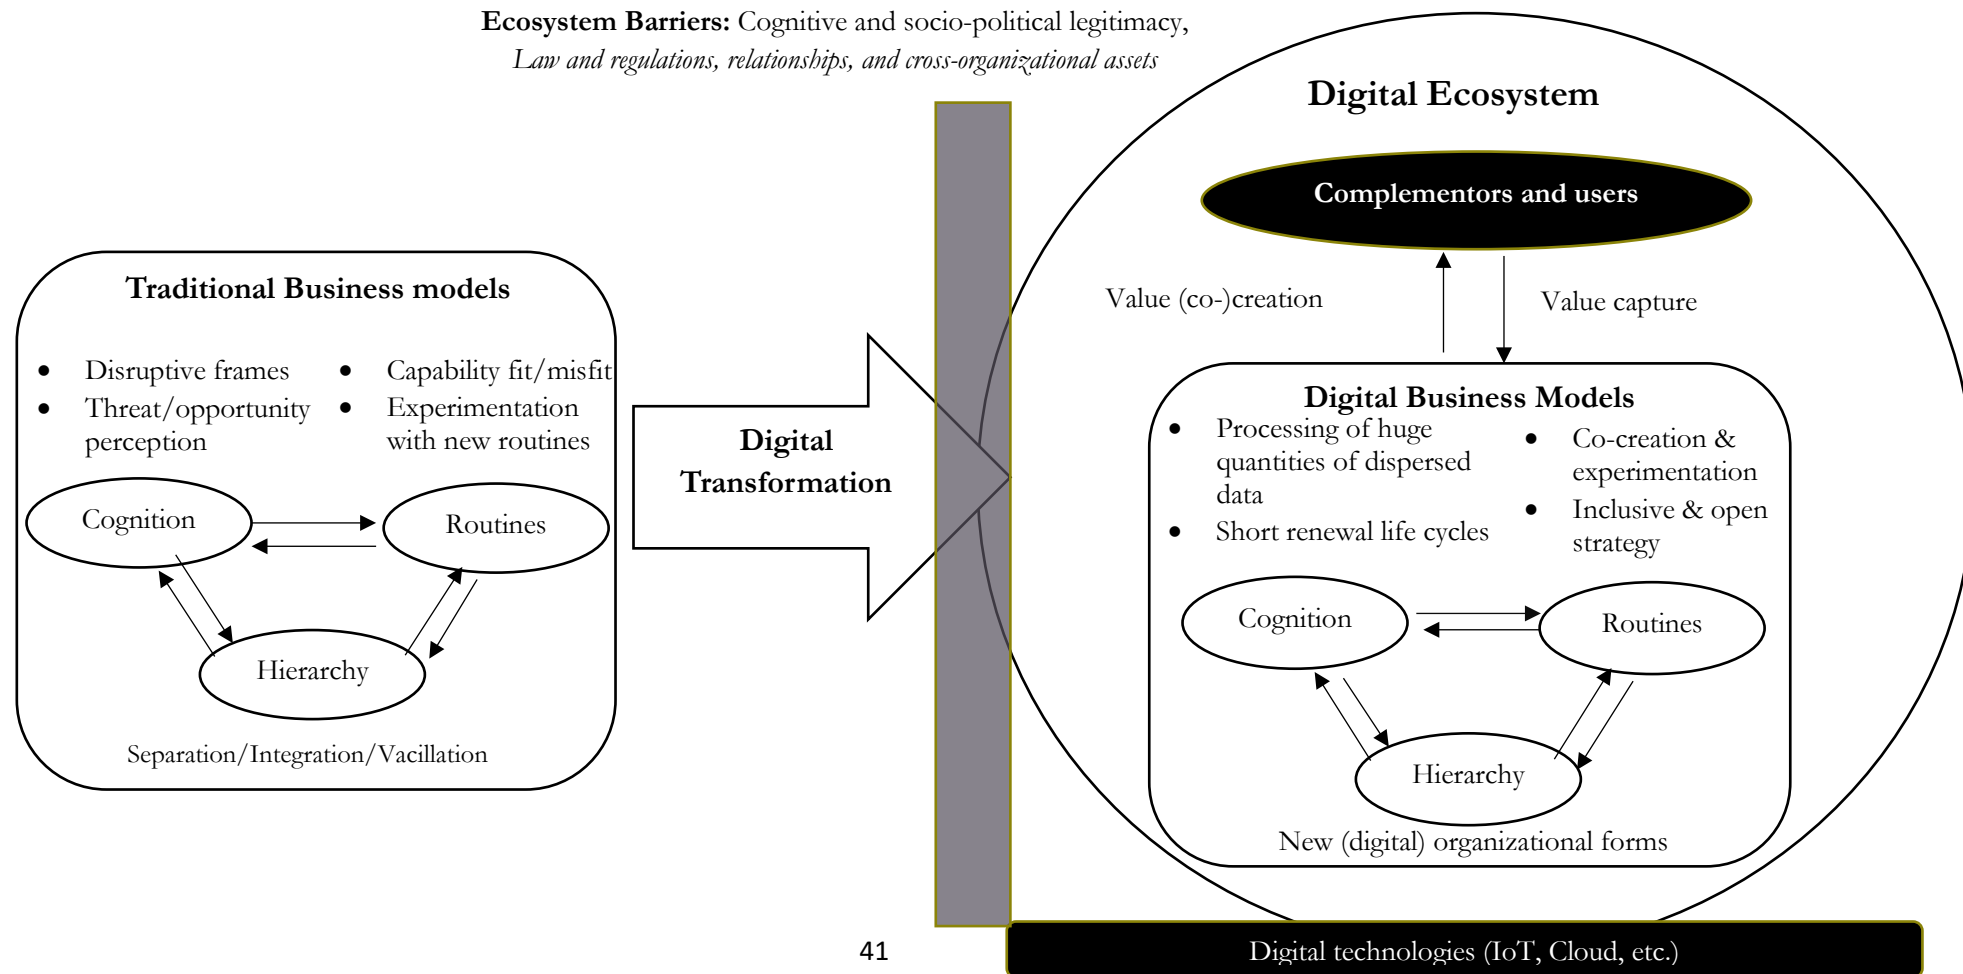 Ecosystem Barriers: Cognitive and socio-political legitimacy,
Law and regulations, relationships, and cross-organizational assets
Traditional Business models
• Disruptive frames
• Threat/opportunity
perception
• Capability fit/misfit
• Experimentation
with new routines
Cognition
Routines
Hierarchy
Separation/Integration/Vacillation
Digital
Transformation
Digital Ecosystem
Complementors and users
Value (co-)creation
Value capture
Digital Business Models
• Processing of huge
quantities of dispersed
data
• Short renewal life cycles
• Co-creation &
experimentation
• Inclusive & open
strategy
Cognition
Routines
Hierarchy
New (digital) organizational forms
41
Digital technologies (IoT, Cloud, etc.)